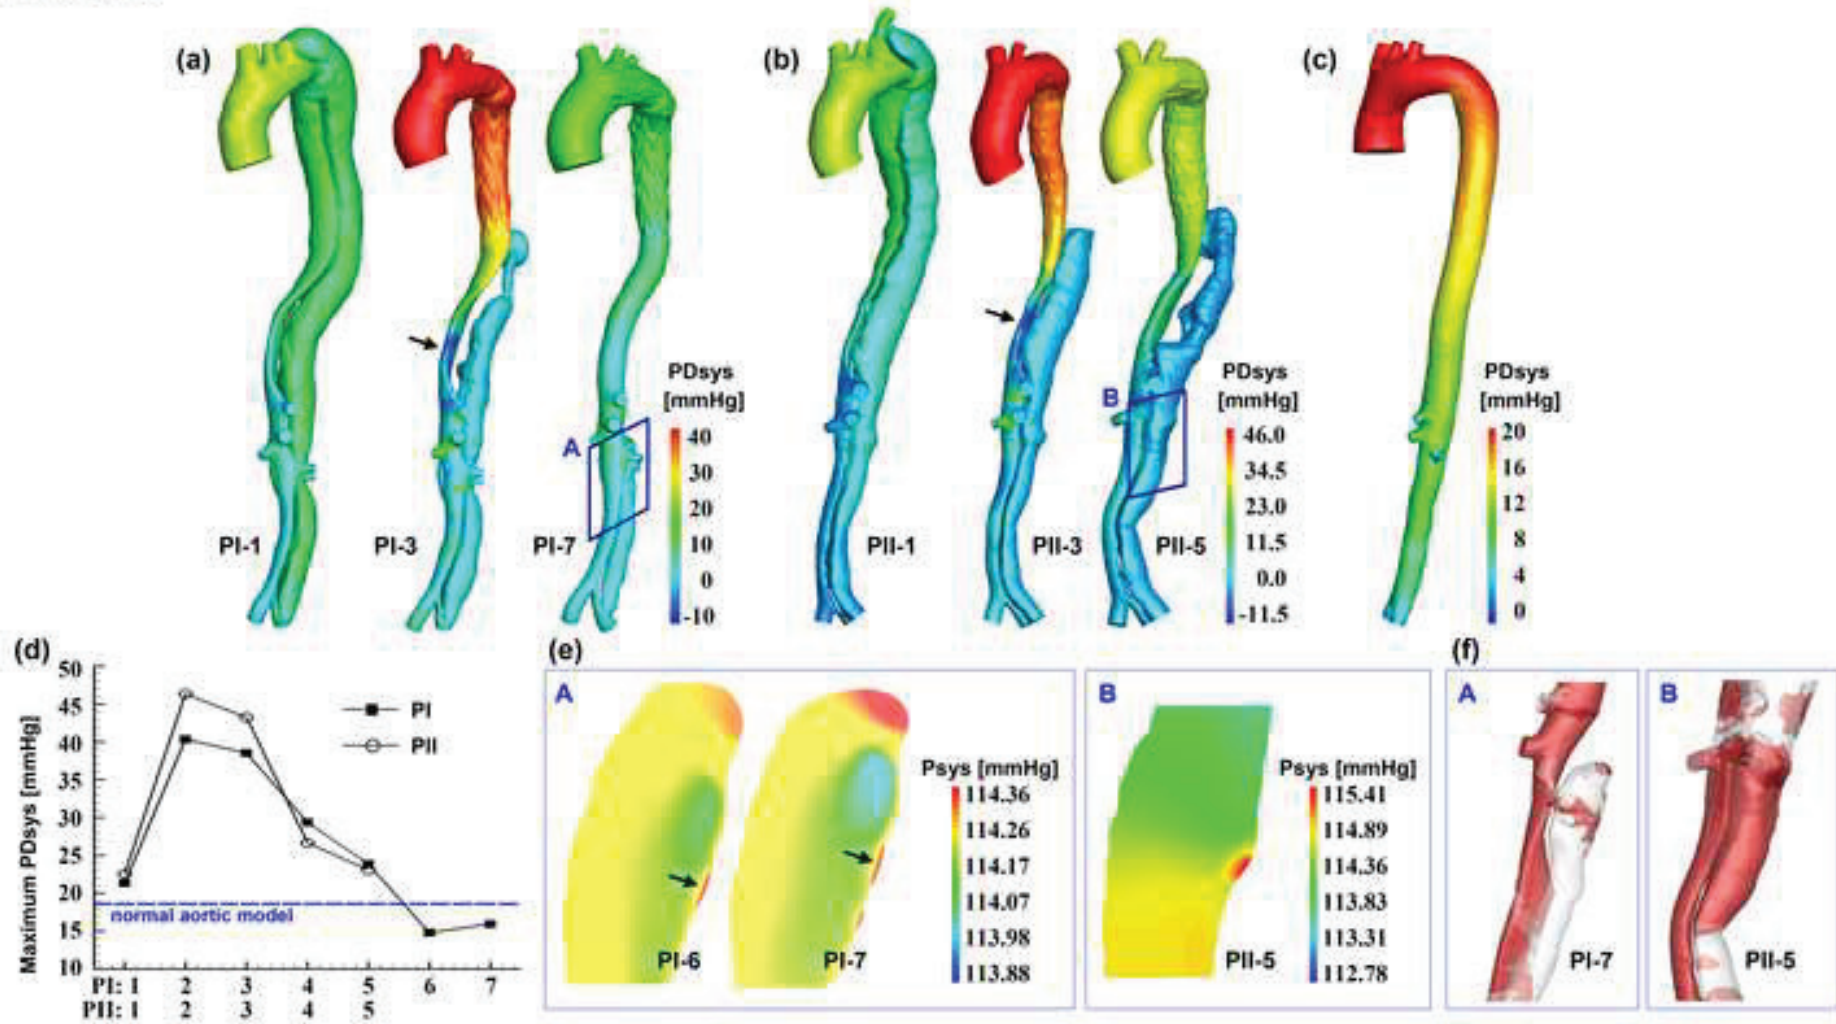 (a)
(b)
(c)
PDsys
[mmHg]
40
30
20
10
0
-10
A
PI-1
PI-3
PI-7
PDsys
[mmHg]
46.0
34.5
23.0
11.5
0.0
-11.5
B
PII-1
PII-3
PII-5
PDsys
[mmHg]
20
16
12
8
4
0
(d)
Maximum PDsys [mmHg]
50
45
40
35
30
25
20
15
10
PI
PII
normal aortic model
PI: 1 2 3 4 5 6 7
PII: 1 2 3 4 5
(e)
A
PI-6
PI-7
Psys [mmHg]
114.36
114.26
114.17
114.07
113.98
113.88
B
PII-5
Psys [mmHg]
115.41
114.89
114.36
113.83
113.31
112.78
(f)
A
PI-7
B
PII-5